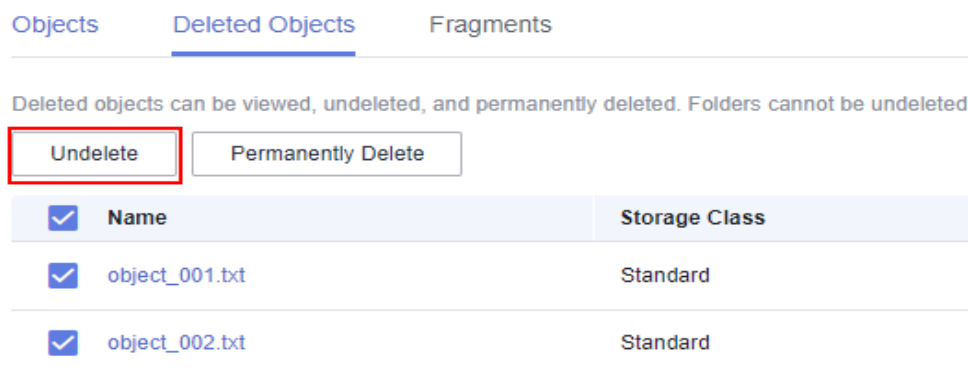 Objects Deleted Objects Fragments
Deleted objects can be viewed, undeleted, and permanently deleted. Folders cannot be undeleted
Undelete Permanently Delete
Name Storage Class
object_001.txt Standard
object_002.txt Standard